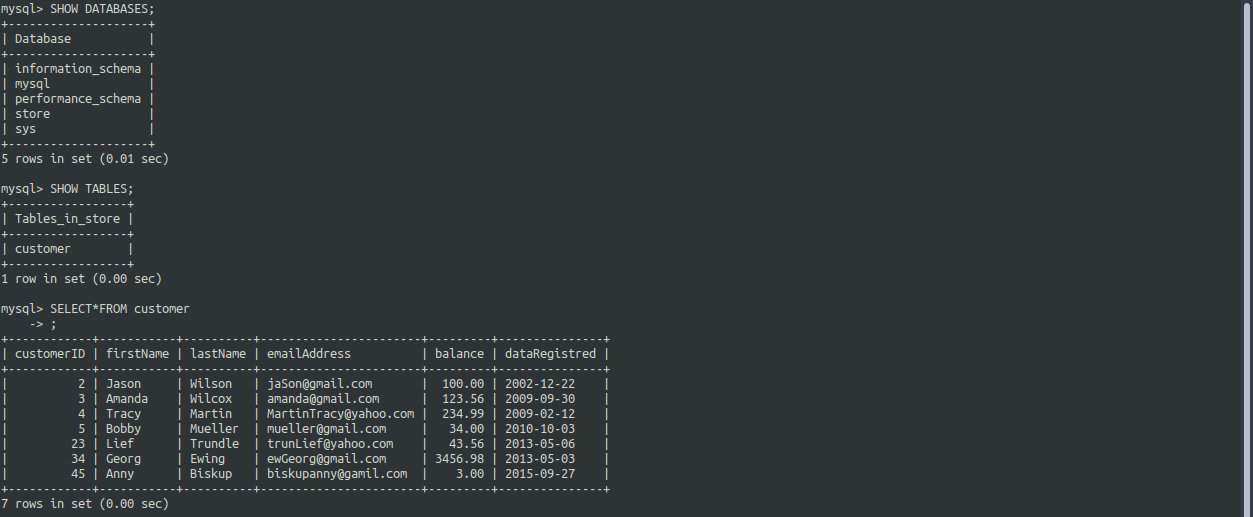 mysql> SHOW DATABASES;
+--------------------+
| Database           |
+--------------------+
| information_schema |
| mysql              |
| performance_schema |
| store              |
| sys                |
+--------------------+
5 rows in set (0.01 sec)
mysql> SHOW TABLES;
+-----------------+
| Tables_in_store |
+-----------------+
| customer        |
+-----------------+
1 row in set (0.00 sec)
mysql> SELECT*FROM customer
    -> ;
+------------+-----------+----------+-----------------------+---------+---------------+
| customerID | firstName | lastName | emailAddress          | balance | dataRegistred |
+------------+-----------+----------+-----------------------+---------+---------------+
|          2 | Jason     | Wilson   | jaSon@gmail.com       |  100.00 | 2002-12-22    |
|          3 | Amanda    | Wilcox   | amanda@gmail.com      |  123.56 | 2009-09-30    |
|          4 | Tracy     | Martin   | MartinTracy@yahoo.com |  234.99 | 2009-02-12    |
|          5 | Bobby     | Mueller  | mueller@gmail.com     |   34.00 | 2010-10-03    |
|         23 | Lief      | Trundle  | trunLief@yahoo.com    |   43.56 | 2013-05-06    |
|         34 | Georg     | Ewing    | ewGeorg@gmail.com     | 3456.98 | 2013-05-03    |
|         45 | Anny      | Biskup   | biskupanny@gamil.com  |    3.00 | 2015-09-27    |
+------------+-----------+----------+-----------------------+---------+---------------+
7 rows in set (0.00 sec)